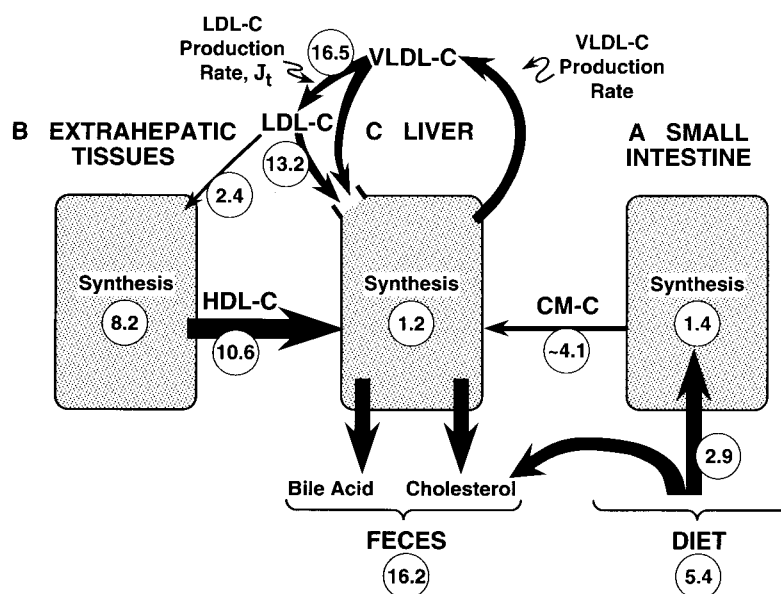 LDL-C
Production
Rate, Jt
16.5
VLDL-C
VLDL-C
Production
Rate
B EXTRAHEPATIC
TISSUES
LDL-C
C LIVER
A SMALL
INTESTINE
13.2
2.4
Synthesis
8.2
HDL-C
10.6
Synthesis
1.2
CM-C
~4.1
Synthesis
1.4
2.9
Bile Acid
Cholesterol
FECES
16.2
DIET
5.4